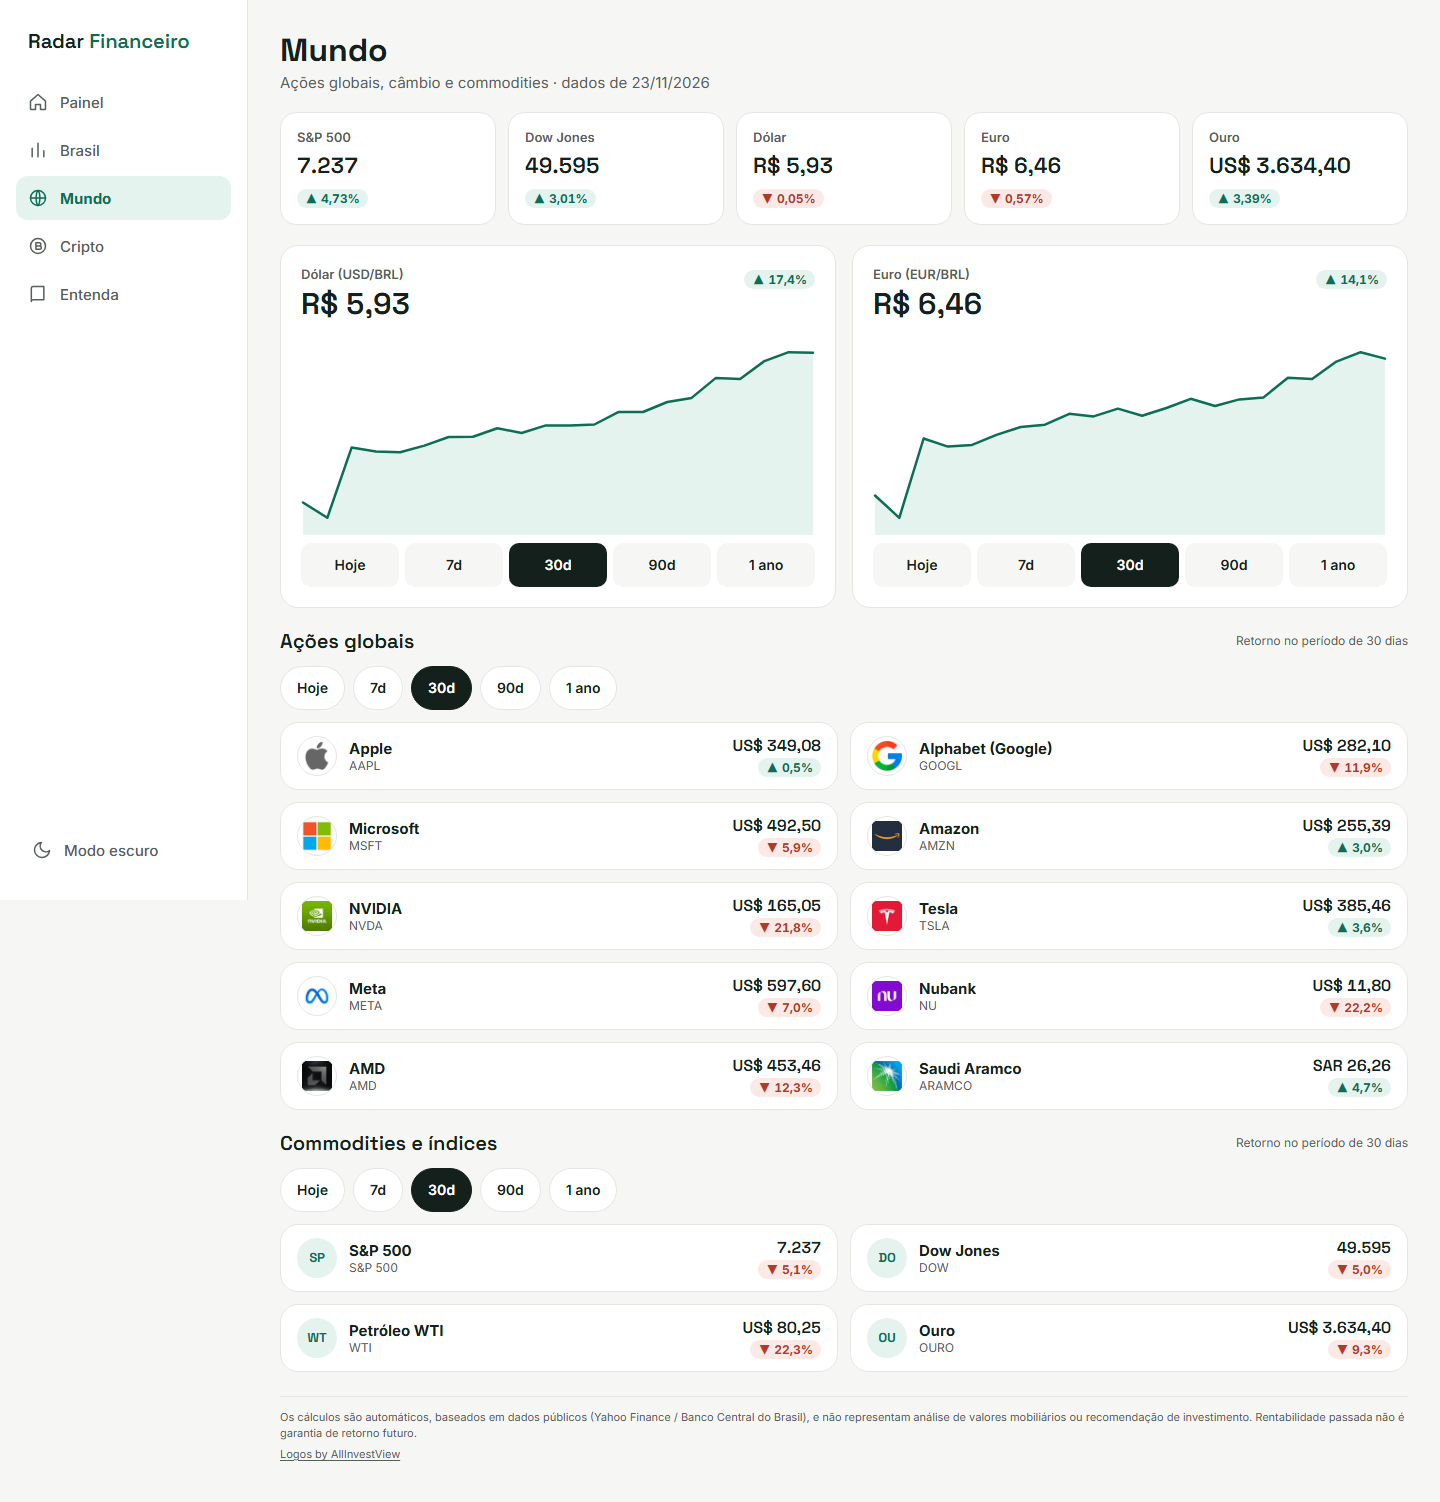 Radar Financeiro
Painel
Brasil
Mundo
Cripto
Entenda
Modo escuro
Mundo
Ações globais, câmbio e commodities · dados de 23/11/2026
S&P 500
7.237
▲ 4,73%
Dow Jones
49.595
▲ 3,01%
Dólar
R$ 5,93
▼ 0,05%
Euro
R$ 6,46
▼ 0,57%
Ouro
US$ 3.634,40
▲ 3,39%
Dólar (USD/BRL)
R$ 5,93
▲ 17,4%
Hoje 7d 30d 90d 1 ano
Euro (EUR/BRL)
R$ 6,46
▲ 14,1%
Hoje 7d 30d 90d 1 ano
Ações globais
Retorno no período de 30 dias
Hoje 7d 30d 90d 1 ano
Apple
AAPL
US$ 349,08
▲ 0,5%
Alphabet (Google)
GOOGL
US$ 282,10
▼ 11,9%
Microsoft
MSFT
US$ 492,50
▼ 5,9%
Amazon
AMZN
US$ 255,39
▲ 3,0%
NVIDIA
NVIDIA
NVDA
US$ 165,05
▼ 21,8%
Tesla
TSLA
US$ 385,46
▲ 3,6%
Meta
META
US$ 597,60
▼ 7,0%
nu
Nubank
NU
US$ 11,80
▼ 22,2%
AMD
AMD
US$ 453,46
▼ 12,3%
Saudi Aramco
ARAMCO
SAR 26,26
▲ 4,7%
Commodities e índices
Retorno no período de 30 dias
Hoje 7d 30d 90d 1 ano
SP
S&P 500
S&P 500
7.237
▼ 5,1%
DO
Dow Jones
DOW
49.595
▼ 5,0%
WT
Petróleo WTI
WTI
US$ 80,25
▼ 22,3%
OU
Ouro
OURO
US$ 3.634,40
▼ 9,3%
Os cálculos são automáticos, baseados em dados públicos (Yahoo Finance / Banco Central do Brasil), e não representam análise de valores mobiliários ou recomendação de investimento. Rentabilidade passada não é
garantia de retorno futuro.
Logos by AllInvestView